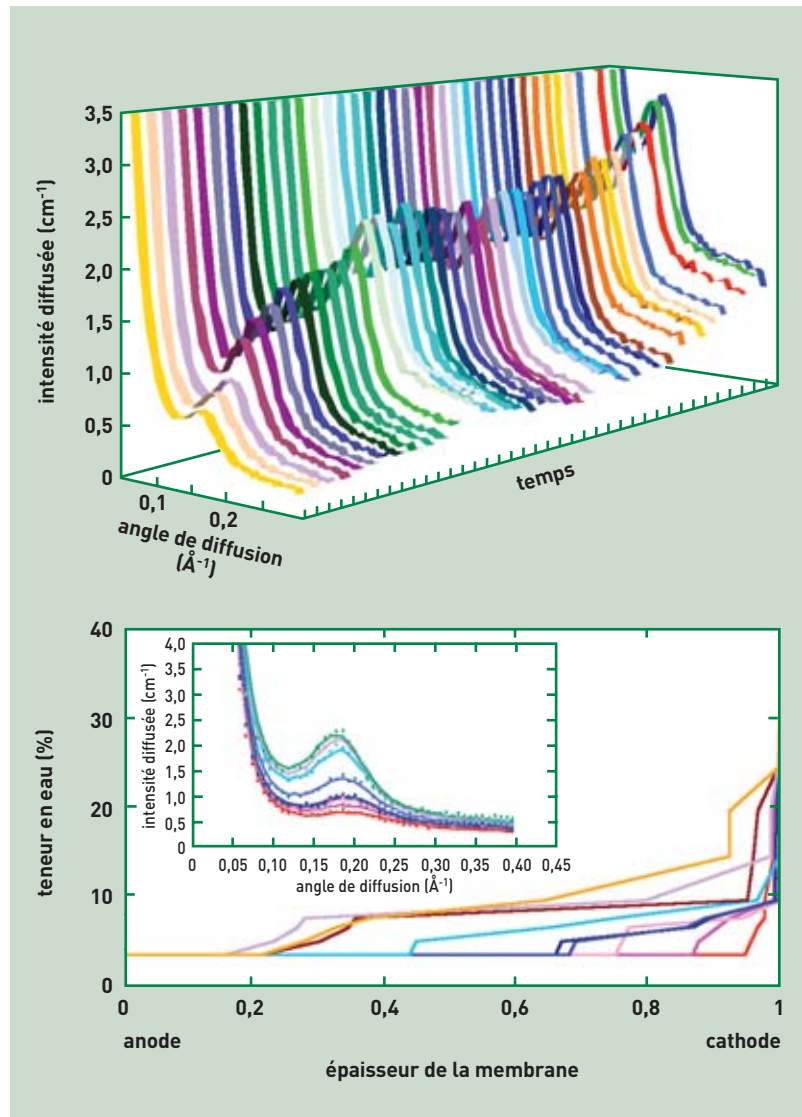 3,5
3,0
2,5
2,0
1,5
1,0
0,5
0
intensité diffusée (cm-1)
0,1
0,2
angle de diffusion
(Å-1)
temps
40
30
20
10
0
teneur en eau (%)
4,0
3,5
3,0
2,5
2,0
1,5
1,0
0,5
0
intensité diffusée (cm-1)
0 0,05 0,10 0,15 0,20 0,25 0,30 0,35 0,40 0,45
angle de diffusion (Å-1)
0 0,2 0,4 0,6 0,8 1
anode cathode
épaisseur de la membrane